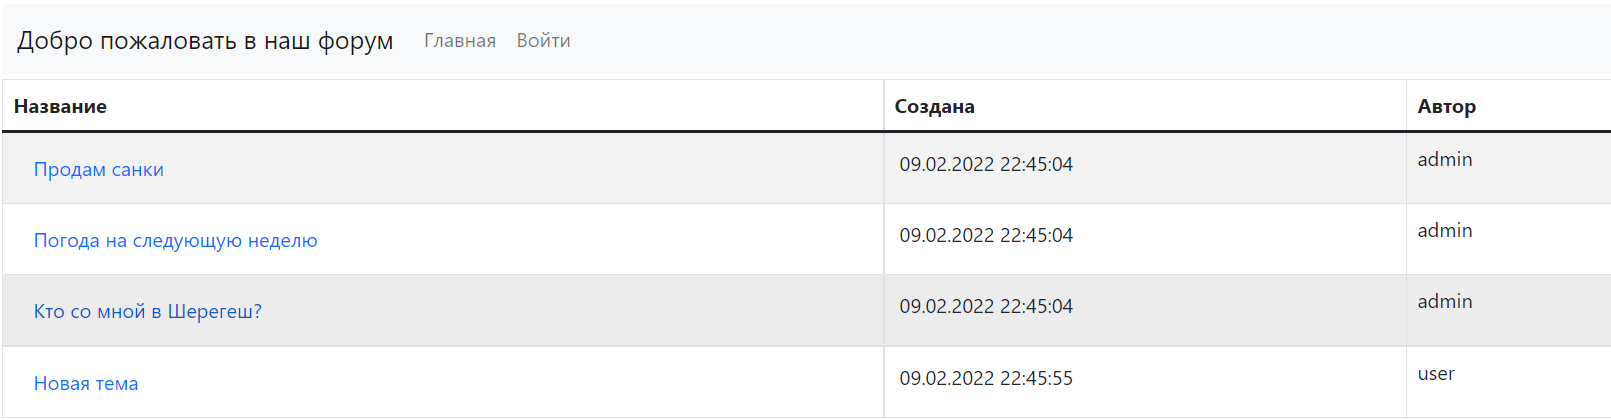 Добро пожаловать в наш форум Главная Войти
Название Создана Автор
Продам санки 09.02.2022 22:45:04 admin
Погода на следующую неделю 09.02.2022 22:45:04 admin
Кто со мной в Шерегеш? 09.02.2022 22:45:04 admin
Новая тема 09.02.2022 22:45:55 user